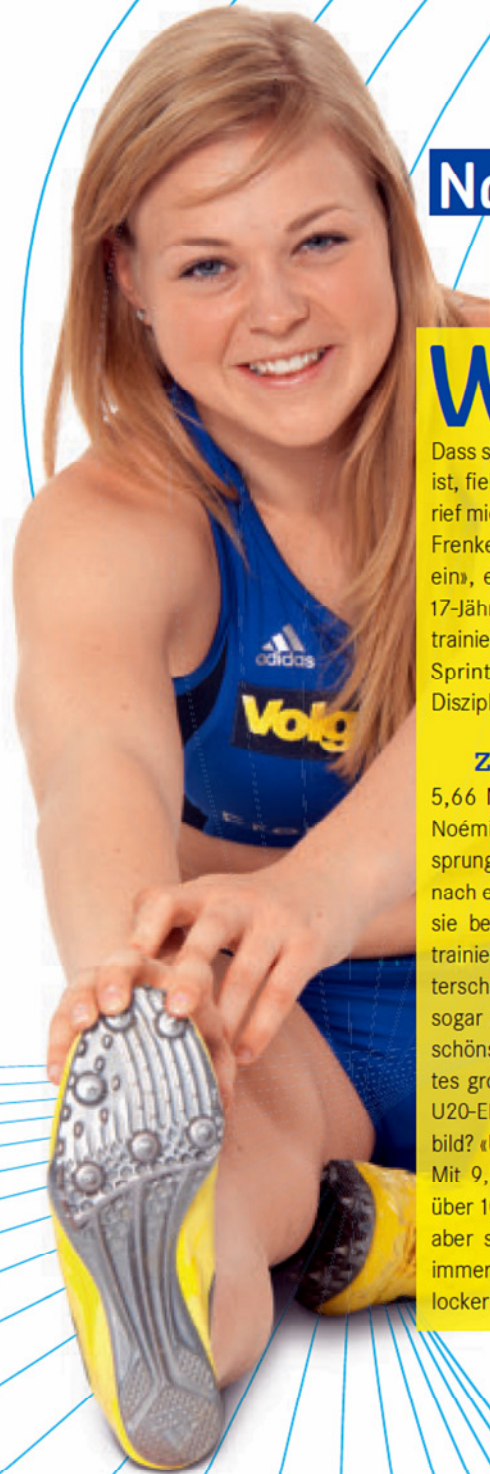 No
adidas
Volg
W
Dass s
ist, fie
rief mic
Frenke
ein», e
17-Jähr
trainie
Sprint
Diszipl
Z
5,66 M
Noémi
sprung
nach e
sie be
trainie
tersch
sogar
schöns
tes gro
U20-E
bild? «
Mit 9,
über 1
aber s
immer
locker